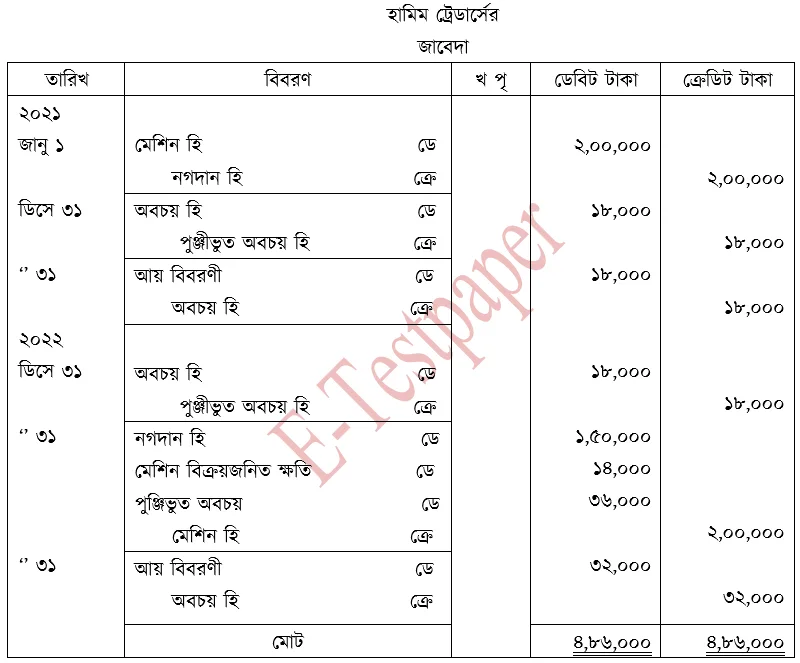 হামিম ট্রেডার্সের
জাবেদা
তারিখ বিবরণ খ পৃ ডেবিট টাকা ক্রেডিট টাকা
২০২১
জানু ১ মেশিন হি ডে ২,০০,০০০
নগদান হি ক্রে ২,০০,০০০
ডিসে ৩১ অবচয় হি ডে ১৮,০০০
পুঞ্জীভুত অবচয় হি ক্রে ১৮,০০০
‘’ ৩১ আয় বিবরণী ডে ১৮,০০০
অবচয় হি ক্রে ১৮,০০০
২০২২
ডিসে ৩১ অবচয় হি ডে ১৮,০০০
পুঞ্জীভুত অবচয় হি ক্রে ১৮,০০০
‘’ ৩১ নগদান হি ডে ১,৫০,০০০
মেশিন বিক্রয়জনিত ক্ষতি ডে ১৪,০০০
পুঞ্জিভুত অবচয় ডে ৩৬,০০০
মেশিন হি ক্রে ২,০০,০০০
‘’ ৩১ আয় বিবরণী ডে ৩২,০০০
অবচয় হি ক্রে ৩২,০০০
মোট ৪,৮৬,০০০ ৪,৮৬,০০০
E-Testpaper